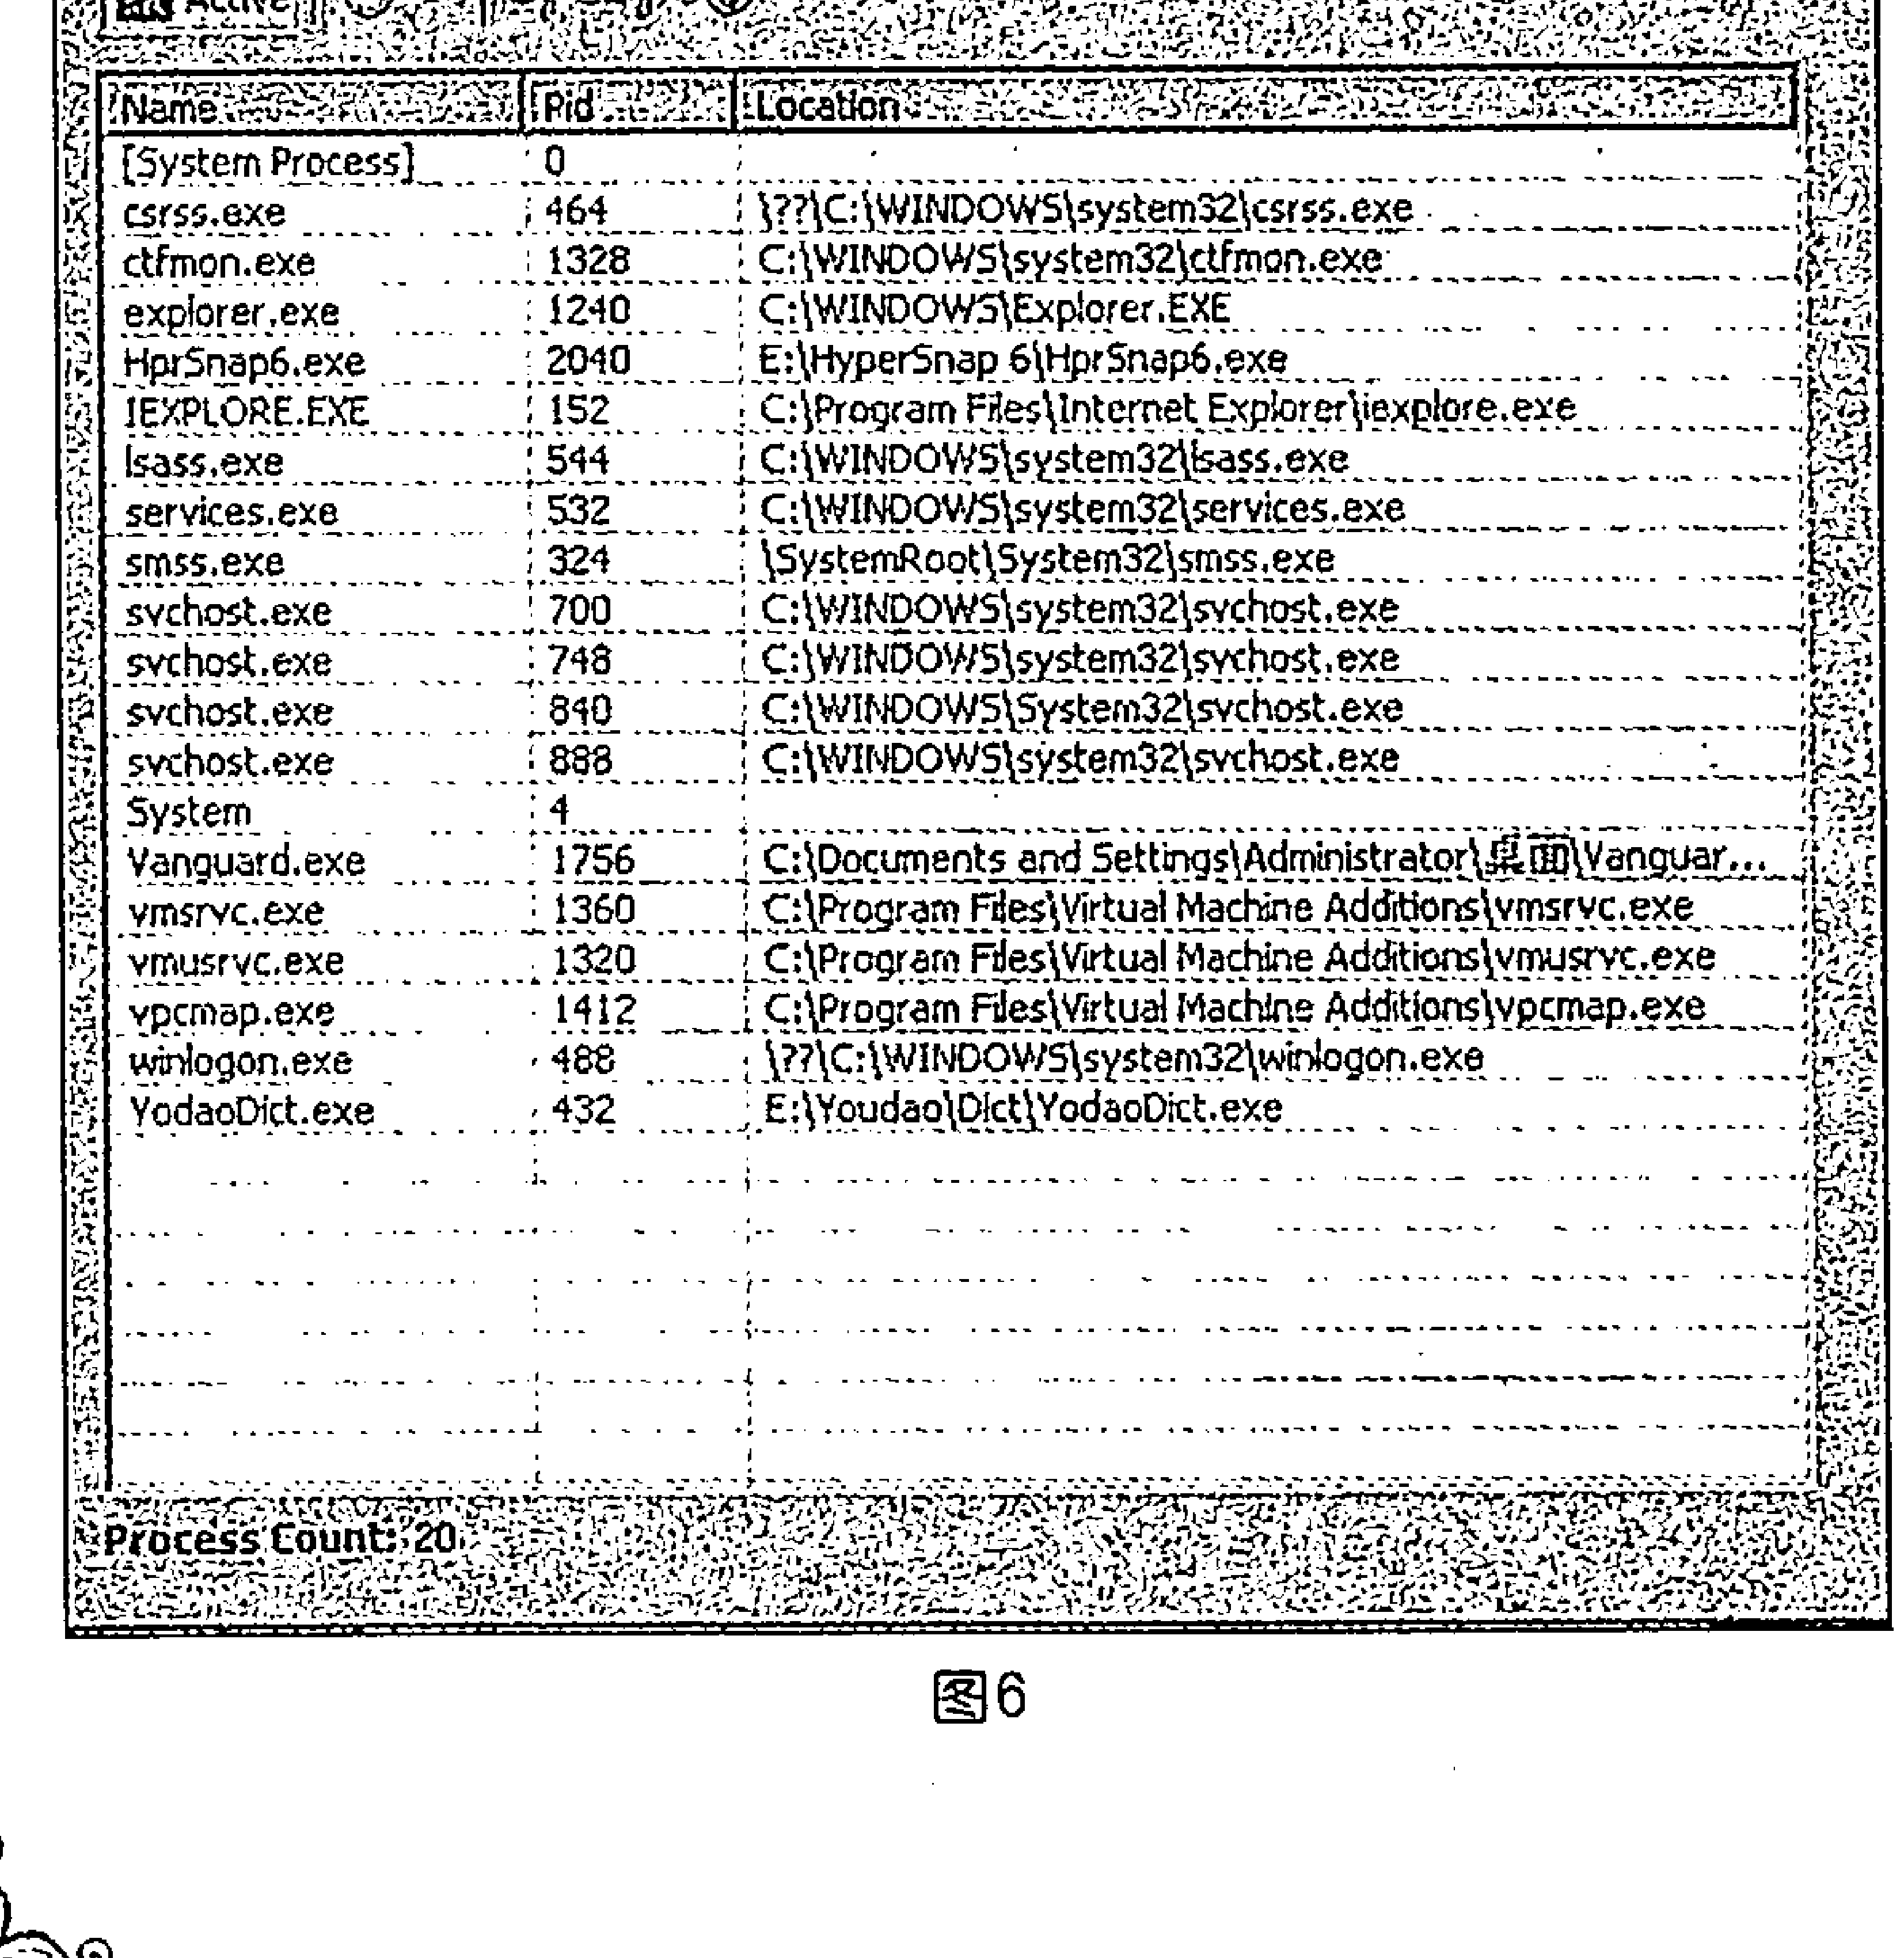 Active
Name Pid Location
[System Process] 0
csrss.exe 464 \??\C:\WINDOWS\system32\csrss.exe
ctfmon.exe 1328 C:\WINDOWS\system32\ctfmon.exe
explorer.exe 1240 C:\WINDOWS\Explorer.EXE
HprSnap6.exe 2040 E:\HyperSnap 6\HprSnap6.exe
IEXPLORE.EXE 152 C:\Program Files\Internet Explorer\iexplore.exe
lsass.exe 544 C:\WINDOWS\system32\lsass.exe
services.exe 532 C:\WINDOWS\system32\services.exe
smss.exe 324 \SystemRoot\System32\smss.exe
svchost.exe 700 C:\WINDOWS\system32\svchost.exe
svchost.exe 748 C:\WINDOWS\system32\svchost.exe
svchost.exe 840 C:\WINDOWS\System32\svchost.exe
svchost.exe 888 C:\WINDOWS\system32\svchost.exe
System 4
Vanguard.exe 1756 C:\Documents and Settings\Administrator\桌面\Vanguar...
vmsrvc.exe 1360 C:\Program Files\Virtual Machine Additions\vmsrvc.exe
vmusrvc.exe 1320 C:\Program Files\Virtual Machine Additions\vmusrvc.exe
vpcmap.exe 1412 C:\Program Files\Virtual Machine Additions\vpcmap.exe
winlogon.exe 488 \??\C:\WINDOWS\system32\winlogon.exe
YodaoDict.exe 432 E:\Youdao\Dict\YodaoDict.exe
Process Count: 20
图6